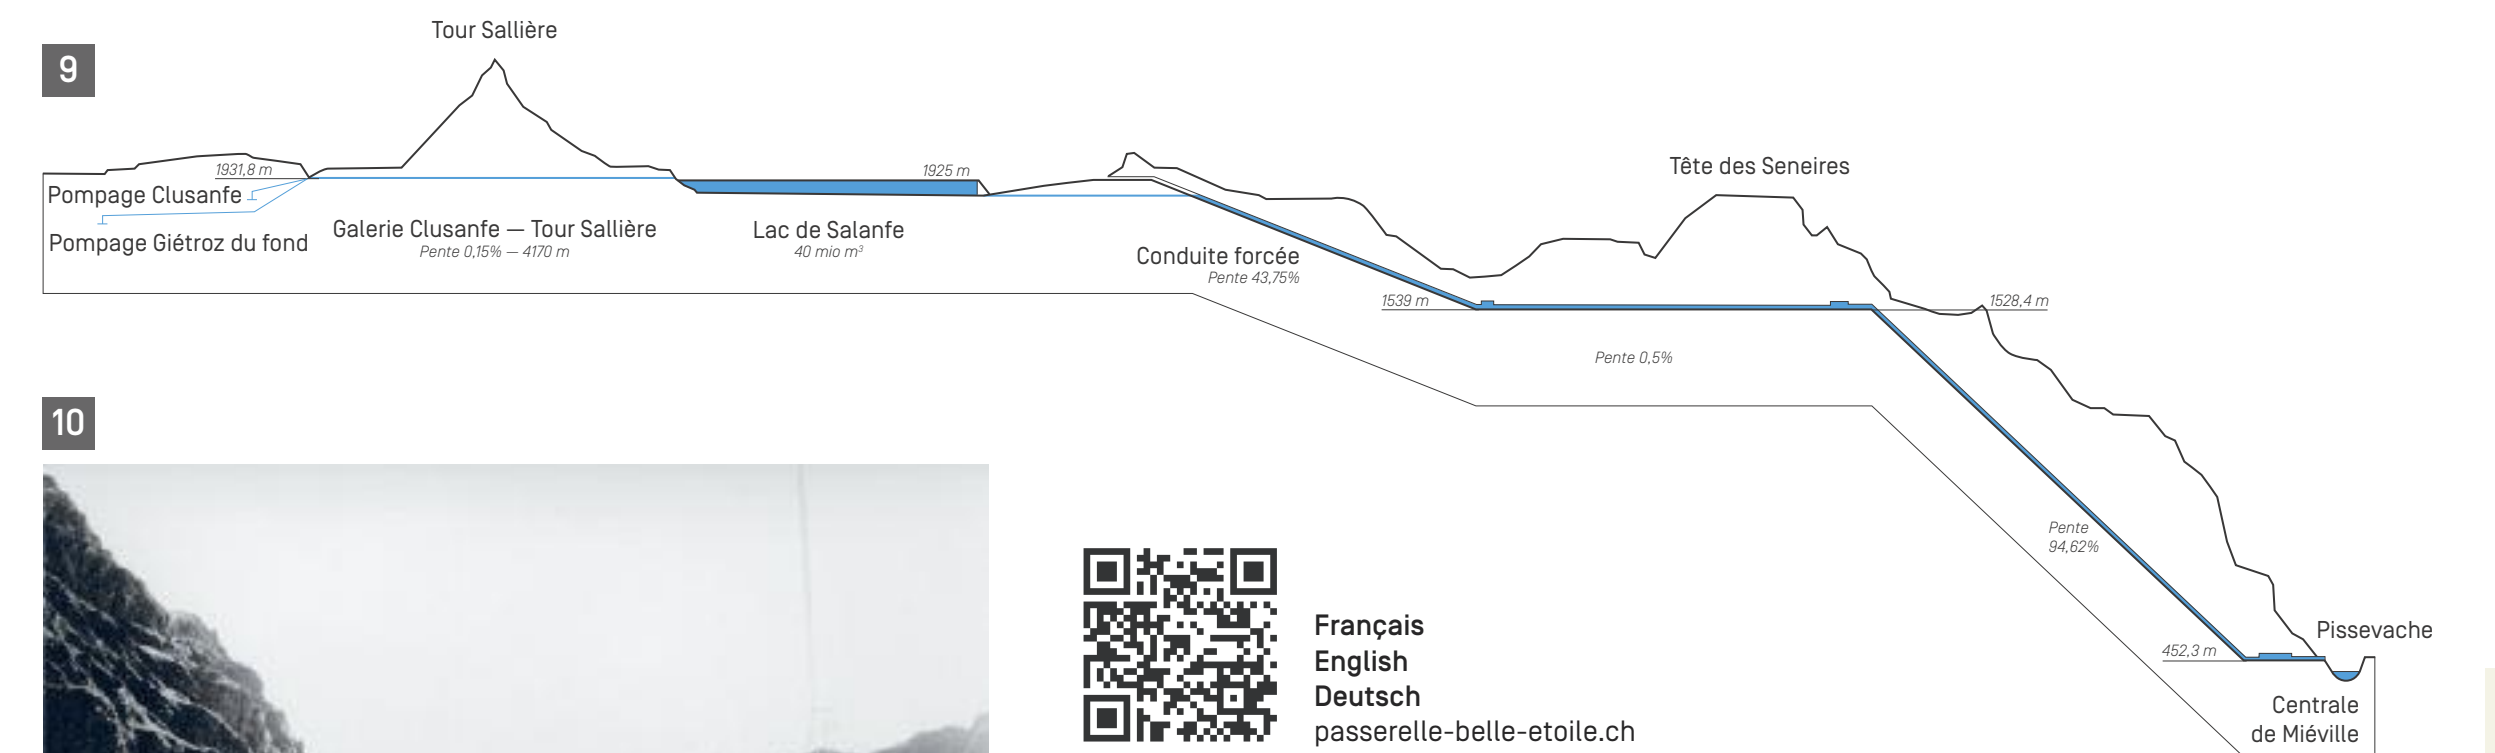 9
Tour Sallière
1931,8 m
Pompage Clusanfe
Pompage Giétroz du fond
Galerie Clusanfe — Tour Sallière
Pente 0,15% — 4170 m
1925 m
Lac de Salanfe
40 mio m³
Conduite forcée
Pente 43,75%
Tête des Seneires
1539 m
1528,4 m
Pente 0,5%
Pente
94,62%
452,3 m
Pissevache
Centrale
de Miéville
10
Français
English
Deutsch
passerelle-belle-etoile.ch